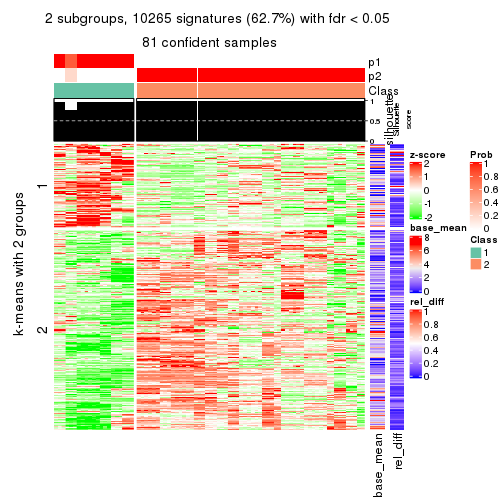 2 subgroups, 10265 signatures (62.7%) with fdr < 0.05
81 confident samples
p1
p2
Class
1
0.5
0
silhouette
Silhouette
score
k-means with 2 groups
1
2
base_mean
rel_diff
z-score
2
1
0
-1
-2
base_mean
8
6
4
2
0
rel_diff
1
0.8
0.6
0.4
0.2
0
Prob
1
0.8
0.6
0.4
0.2
0
Class
1
2